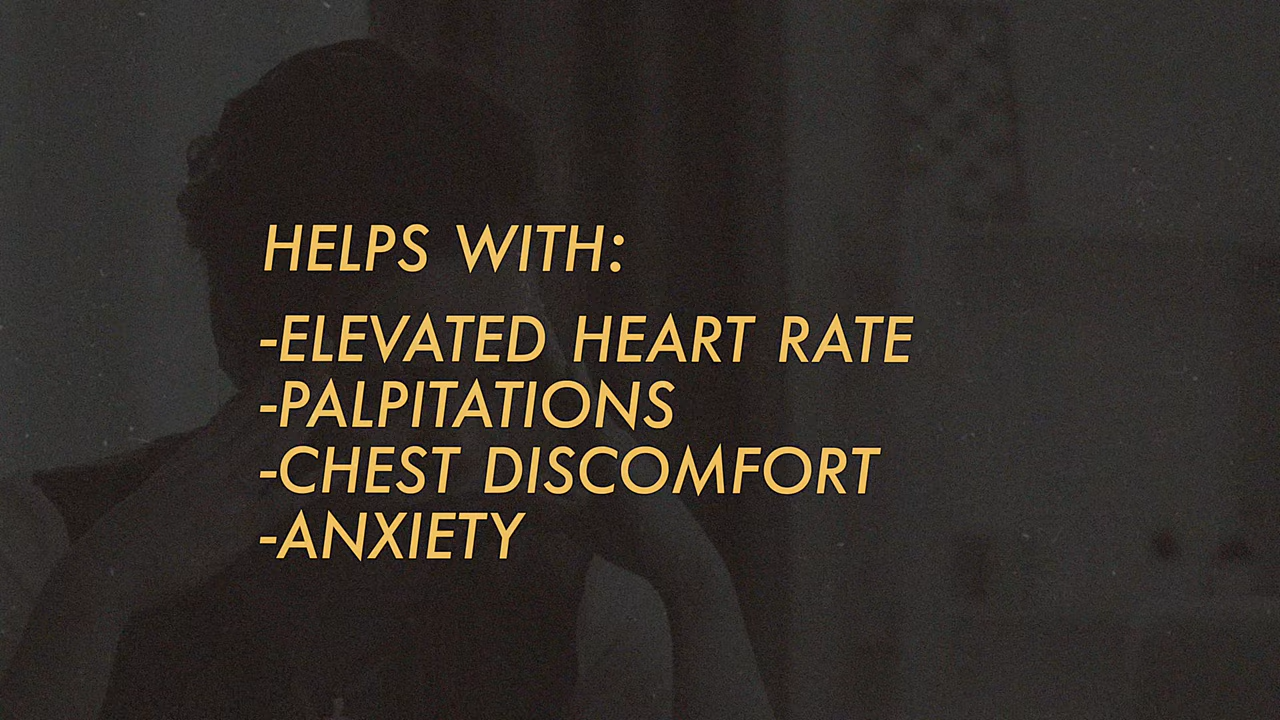 HELPS WITH:
-ELEVATED HEART RATE
-PALPITATIONS
-CHEST DISCOMFORT
-ANXIETY